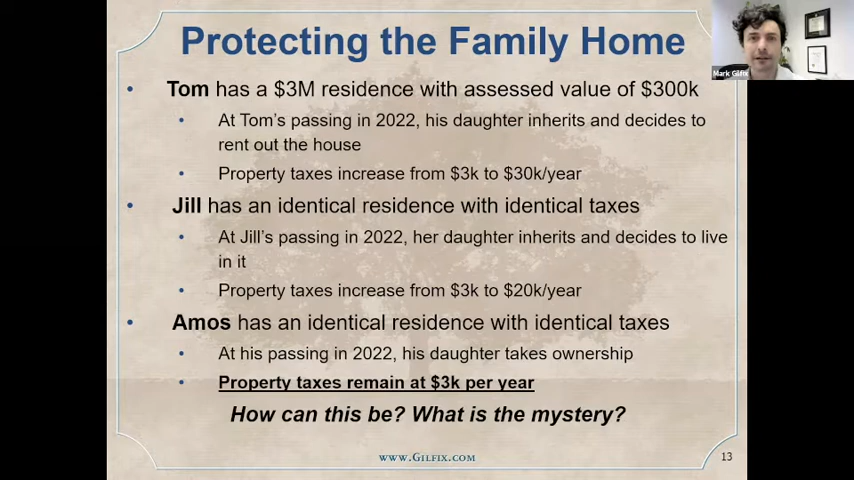 Protecting the Family Home
Mark Gilfix
• Tom has a $3M residence with assessed value of $300k
• At Tom's passing in 2022, his daughter inherits and decides to
rent out the house
• Property taxes increase from $3k to $30k/year
• Jill has an identical residence with identical taxes
• At Jill's passing in 2022, her daughter inherits and decides to live
in it
• Property taxes increase from $3k to $20k/year
• Amos has an identical residence with identical taxes
• At his passing in 2022, his daughter takes ownership
• Property taxes remain at $3k per year
How can this be? What is the mystery?
www.Gilfix.com
13